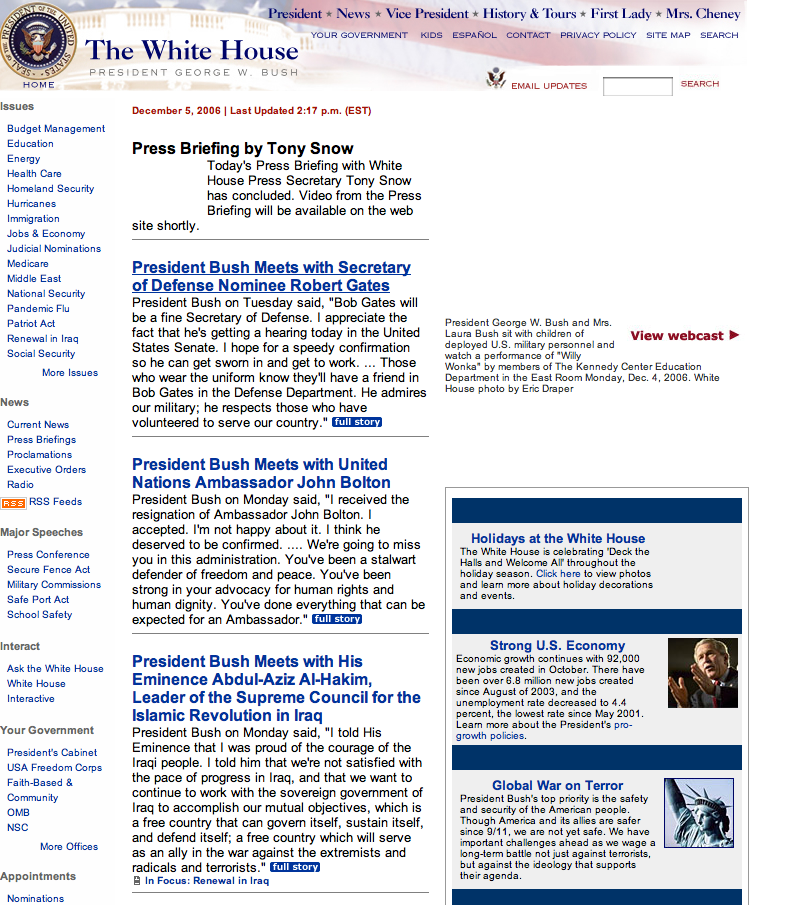 President ★ News ★ Vice President ★ History & Tours ★ First Lady ★ Mrs. Cheney
YOUR GOVERNMENT KIDS ESPAÑOL CONTACT PRIVACY POLICY SITE MAP SEARCH
The White House
PRESIDENT GEORGE W. BUSH
HOME
EMAIL UPDATES
SEARCH
Issues
Budget Management
Education
Energy
Health Care
Homeland Security
Hurricanes
Immigration
Jobs & Economy
Judicial Nominations
Medicare
Middle East
National Security
Pandemic Flu
Patriot Act
Renewal in Iraq
Social Security
More Issues
News
Current News
Press Briefings
Proclamations
Executive Orders
Radio
RSS RSS Feeds
Major Speeches
Press Conference
Secure Fence Act
Military Commissions
Safe Port Act
School Safety
Interact
Ask the White House
White House
Interactive
Your Government
President's Cabinet
USA Freedom Corps
Faith-Based &
Community
OMB
NSC
More Offices
Appointments
Nominations
December 5, 2006 | Last Updated 2:17 p.m. (EST)
Press Briefing by Tony Snow
Today's Press Briefing with White
House Press Secretary Tony Snow
has concluded. Video from the Press
Briefing will be available on the web
site shortly.
President Bush Meets with Secretary
of Defense Nominee Robert Gates
President Bush on Tuesday said, "Bob Gates will
be a fine Secretary of Defense. I appreciate the
fact that he's getting a hearing today in the United
States Senate. I hope for a speedy confirmation
so he can get sworn in and get to work. ... Those
who wear the uniform know they'll have a friend in
Bob Gates in the Defense Department. He admires
our military; he respects those who have
volunteered to serve our country." full story
President Bush Meets with United
Nations Ambassador John Bolton
President Bush on Monday said, "I received the
resignation of Ambassador John Bolton. I
accepted. I'm not happy about it. I think he
deserved to be confirmed. .... We're going to miss
you in this administration. You've been a stalwart
defender of freedom and peace. You've been
strong in your advocacy for human rights and
human dignity. You've done everything that can be
expected for an Ambassador." full story
President Bush Meets with His
Eminence Abdul-Aziz Al-Hakim,
Leader of the Supreme Council for the
Islamic Revolution in Iraq
President Bush on Monday said, "I told His
Eminence that I was proud of the courage of the
Iraqi people. I told him that we're not satisfied with
the pace of progress in Iraq, and that we want to
continue to work with the sovereign government of
Iraq to accomplish our mutual objectives, which is
a free country that can govern itself, sustain itself,
and defend itself; a free country which will serve
as an ally in the war against the extremists and
radicals and terrorists." full story
In Focus: Renewal in Iraq
President George W. Bush and Mrs.
Laura Bush sit with children of
deployed U.S. military personnel and
watch a performance of "Willy
Wonka" by members of The Kennedy Center Education
Department in the East Room Monday, Dec. 4, 2006. White
House photo by Eric Draper
View webcast ►
Holidays at the White House
The White House is celebrating 'Deck the
Halls and Welcome All' throughout the
holiday season. Click here to view photos
and learn more about holiday decorations
and events.
Strong U.S. Economy
Economic growth continues with 92,000
new jobs created in October. There have
been over 6.8 million new jobs created
since August of 2003, and the
unemployment rate decreased to 4.4
percent, the lowest rate since May 2001.
Learn more about the President's pro-
growth policies.
Global War on Terror
President Bush's top priority is the safety
and security of the American people.
Though America and its allies are safer
since 9/11, we are not yet safe. We have
important challenges ahead as we wage a
long-term battle not just against terrorists,
but against the ideology that supports
their agenda.